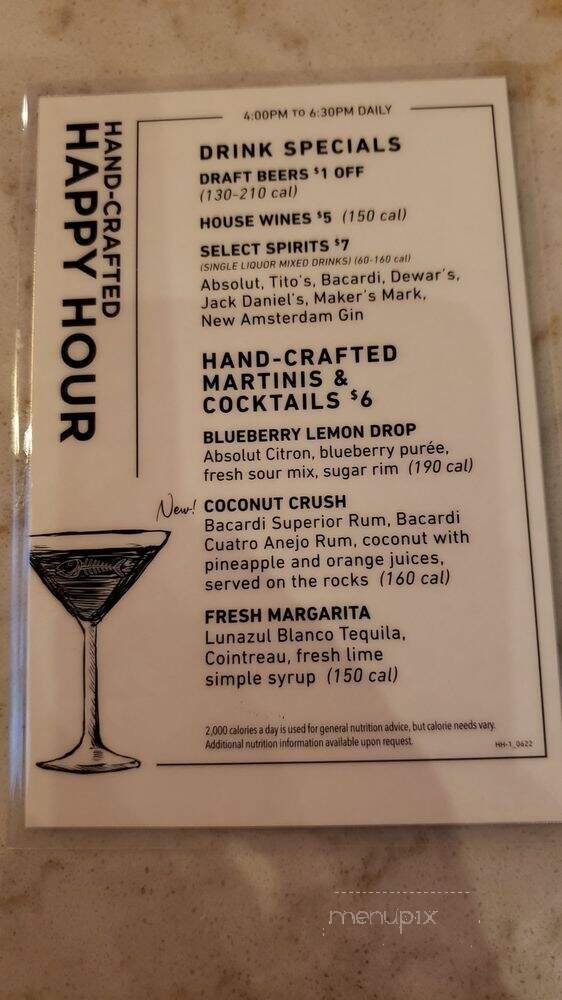 HAND-CRAFTED
HAPPY HOUR
4:00PM TO 6:30PM DAILY
DRINK SPECIALS
DRAFT BEERS $1 OFF
(130-210 cal)
HOUSE WINES $5 (150 cal)
SELECT SPIRITS $7
(SINGLE LIQUOR MIXED DRINKS) (60-160 cal)
Absolut, Tito's, Bacardi, Dewar's,
Jack Daniel's, Maker's Mark,
New Amsterdam Gin
HAND-CRAFTED
MARTINIS &
COCKTAILS $6
BLUEBERRY LEMON DROP
Absolut Citron, blueberry purée,
fresh sour mix, sugar rim (190 cal)
New! COCONUT CRUSH
Bacardi Superior Rum, Bacardi
Cuatro Anejo Rum, coconut with
pineapple and orange juices,
served on the rocks (160 cal)
FRESH MARGARITA
Lunazul Blanco Tequila,
Cointreau, fresh lime
simple syrup (150 cal)
2,000 calories a day is used for general nutrition advice, but calorie needs vary.
Additional nutrition information available upon request.
HH-1_0622
menupix